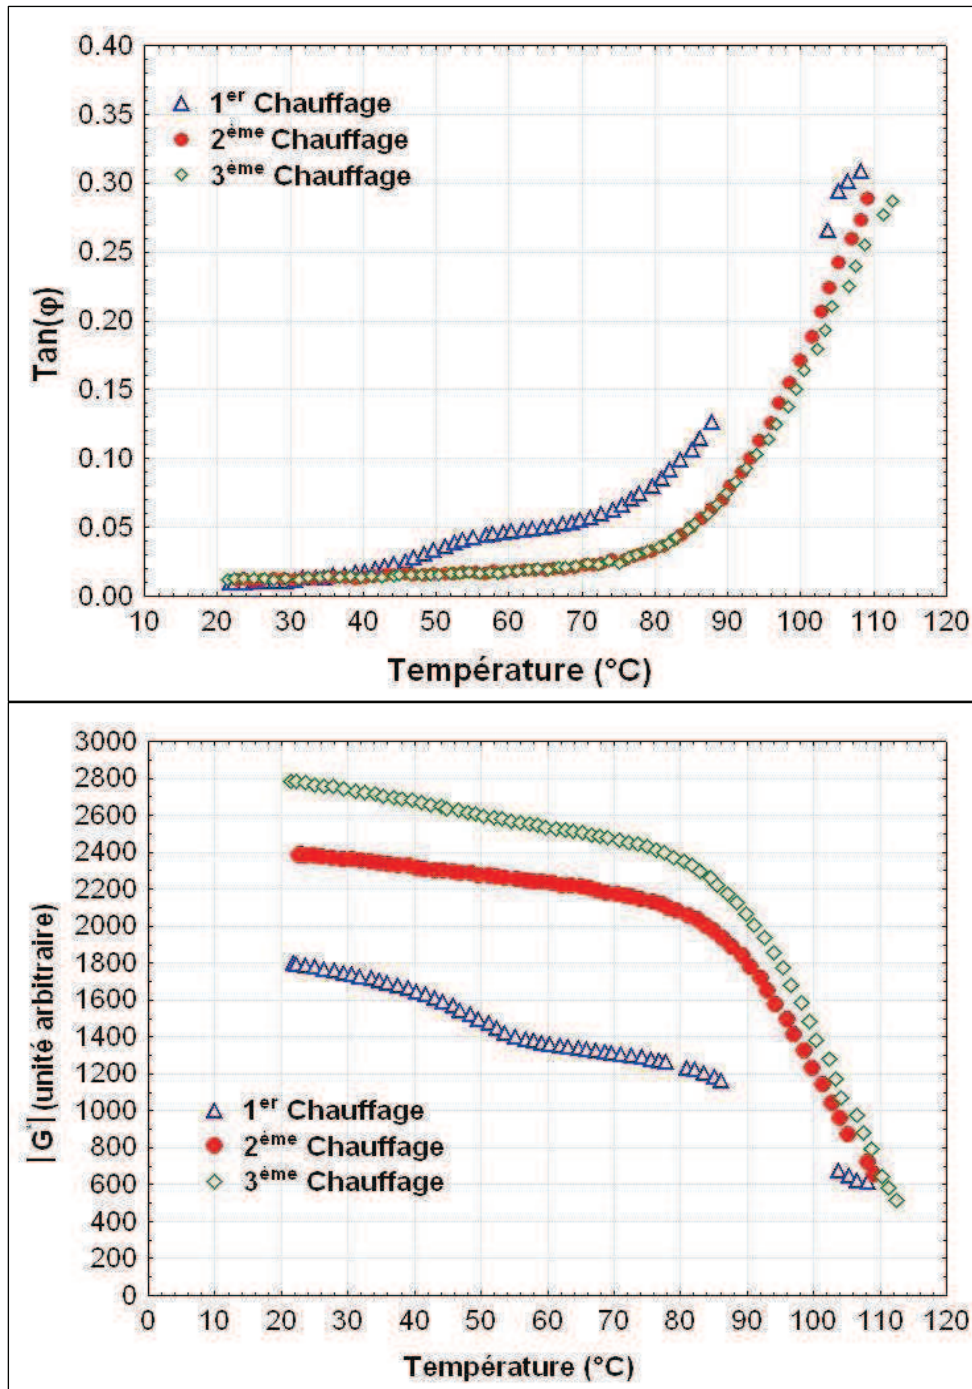 0.40
0.35
0.30
0.25
0.20
0.15
0.10
0.05
0.00
Tan(φ)
1er Chauffage
2ème Chauffage
3ème Chauffage
10 20 30 40 50 60 70 80 90 100 110 120
Température (°C)
3000
2800
2600
2400
2200
2000
1800
1600
1400
1200
1000
800
600
400
200
0
|G*| (unité arbitraire)
1er Chauffage
2ème Chauffage
3ème Chauffage
0 10 20 30 40 50 60 70 80 90 100 110 120
Température (°C)